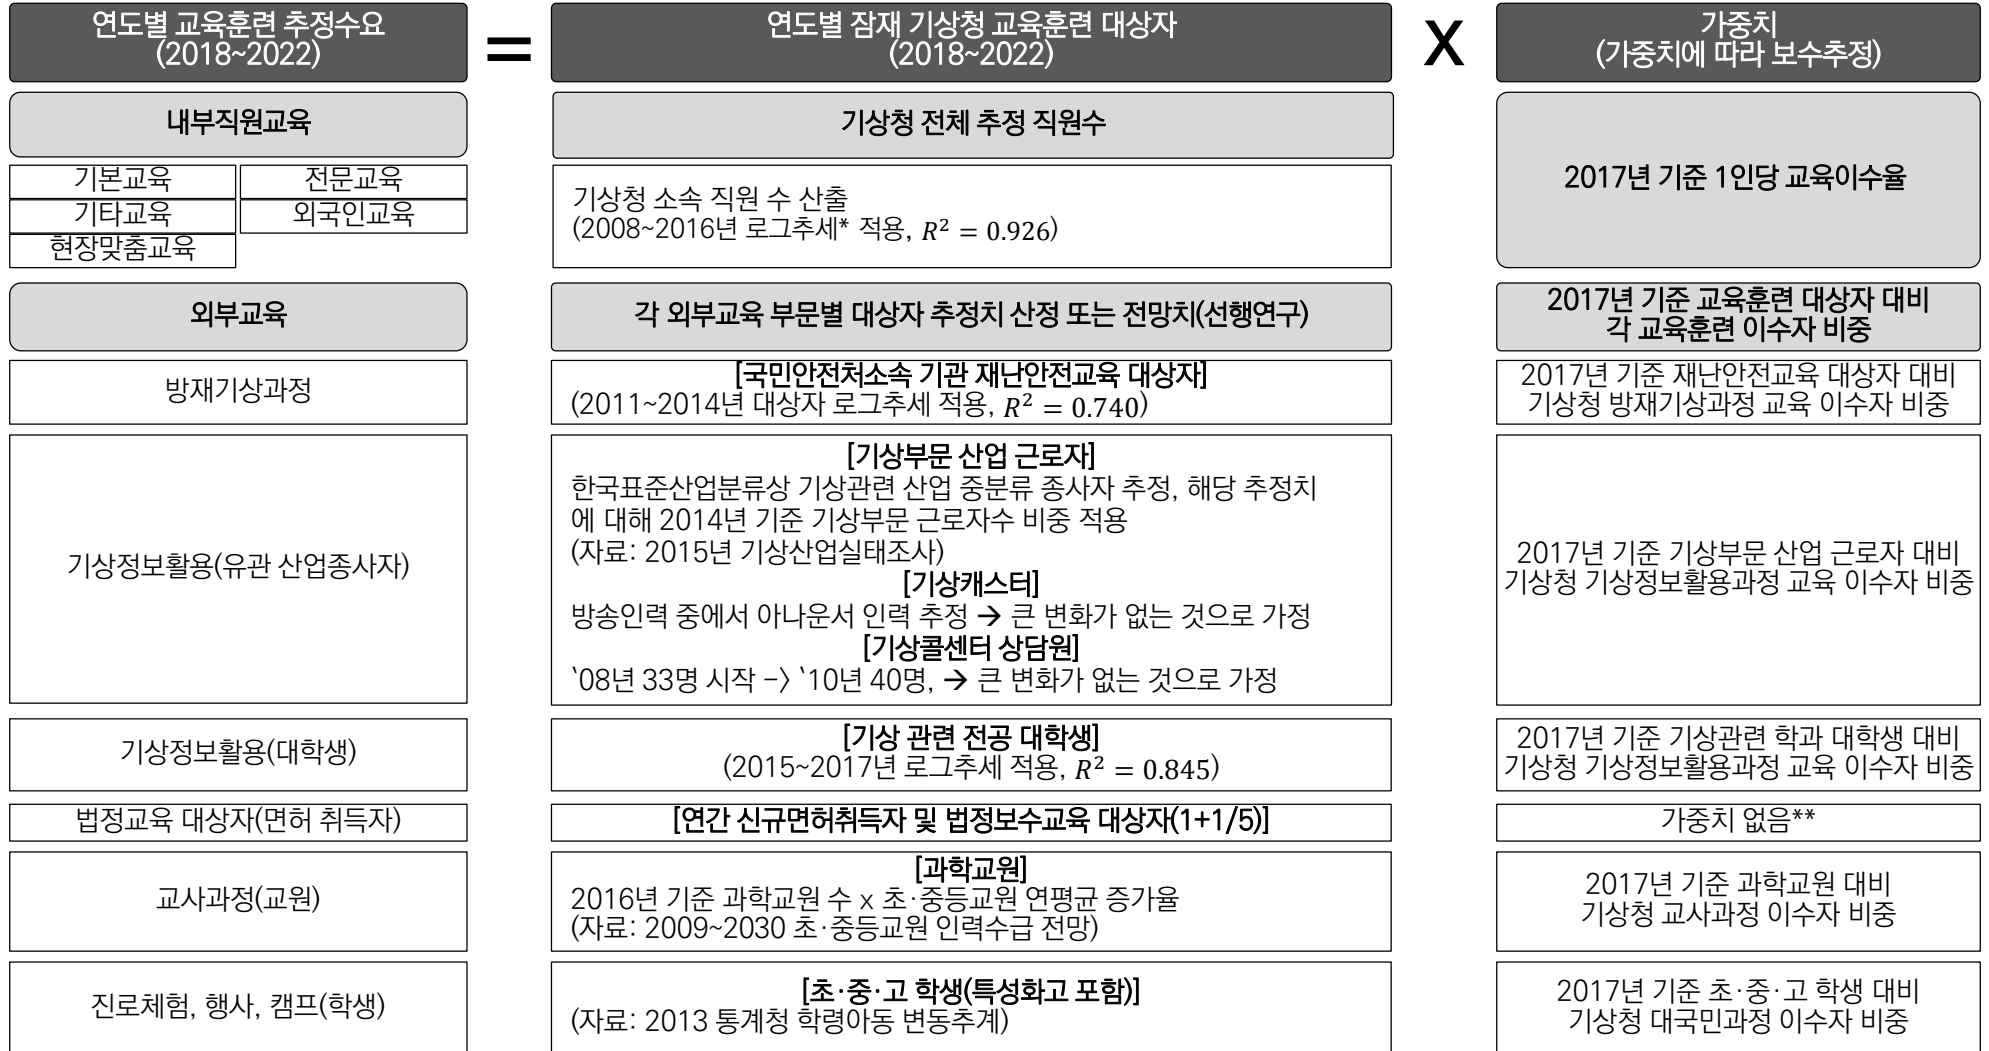 연도별 교육훈련 추정수요
(2018~2022)
=
연도별 잠재 기상청 교육훈련 대상자
(2018~2022)
X
가중치
(가중치에 따라 보수추정)
내부직원교육
기상청 전체 추정 직원수
2017년 기준 1인당 교육이수율
기본교육
전문교육
기타교육
외국인교육
현장맞춤교육
기상청 소속 직원 수 산출
(2008~2016년 로그추세* 적용, R² = 0.926)
외부교육
각 외부교육 부문별 대상자 추정치 산정 또는 전망치(선행연구)
2017년 기준 교육훈련 대상자 대비
각 교육훈련 이수자 비중
방재기상과정
[국민안전처소속 기관 재난안전교육 대상자]
(2011~2014년 대상자 로그추세 적용, R² = 0.740)
2017년 기준 재난안전교육 대상자 대비
기상청 방재기상과정 교육 이수자 비중
기상정보활용(유관 산업종사자)
[기상부문 산업 근로자]
한국표준산업분류상 기상관련 산업 중분류 종사자 추정, 해당 추정치
에 대해 2014년 기준 기상부문 근로자수 비중 적용
(자료: 2015년 기상산업실태조사)
[기상캐스터]
방송인력 중에서 아나운서 인력 추정 → 큰 변화가 없는 것으로 가정
[기상콜센터 상담원]
`08년 33명 시작 -> `10년 40명, → 큰 변화가 없는 것으로 가정
2017년 기준 기상부문 산업 근로자 대비
기상청 기상정보활용과정 교육 이수자 비중
기상정보활용(대학생)
[기상 관련 전공 대학생]
(2015~2017년 로그추세 적용, R² = 0.845)
2017년 기준 기상관련 학과 대학생 대비
기상청 기상정보활용과정 교육 이수자 비중
법정교육 대상자(면허 취득자)
[연간 신규면허취득자 및 법정보수교육 대상자(1+1/5)]
가중치 없음**
교사과정(교원)
[과학교원]
2016년 기준 과학교원 수 x 초·중등교원 연평균 증가율
(자료: 2009~2030 초·중등교원 인력수급 전망)
2017년 기준 과학교원 대비
기상청 교사과정 이수자 비중
진로체험, 행사, 캠프(학생)
[초·중·고 학생(특성화고 포함)]
(자료: 2013 통계청 학령아동 변동추계)
2017년 기준 초·중·고 학생 대비
기상청 대국민과정 이수자 비중